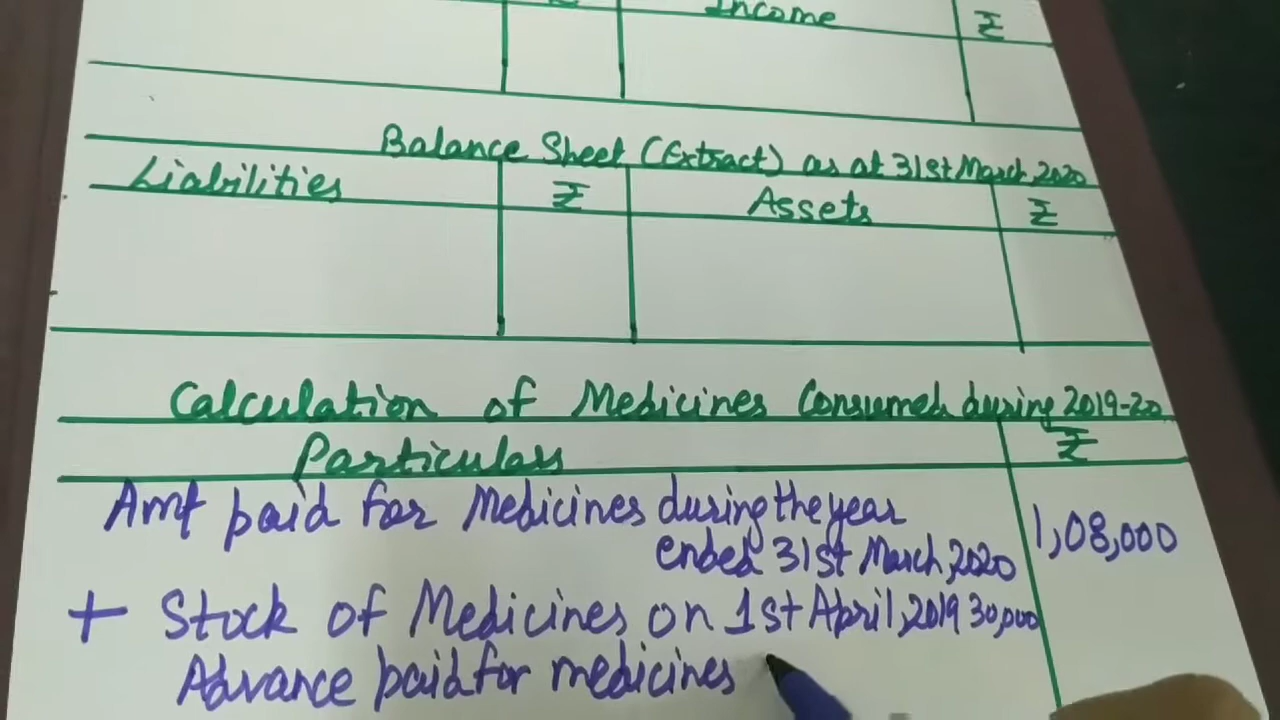 Income ₹
Balance Sheet (Extract) as at 31st March, 2020
Liabilities ₹ Assets ₹
Calculation of Medicines Consumed during 2019-20
Particulars ₹
Amt paid for Medicines during the year
ended 31st March, 2020 1,08,000
+ Stock of Medicines on 1st April, 2019 30,000
Advance paid for medicines